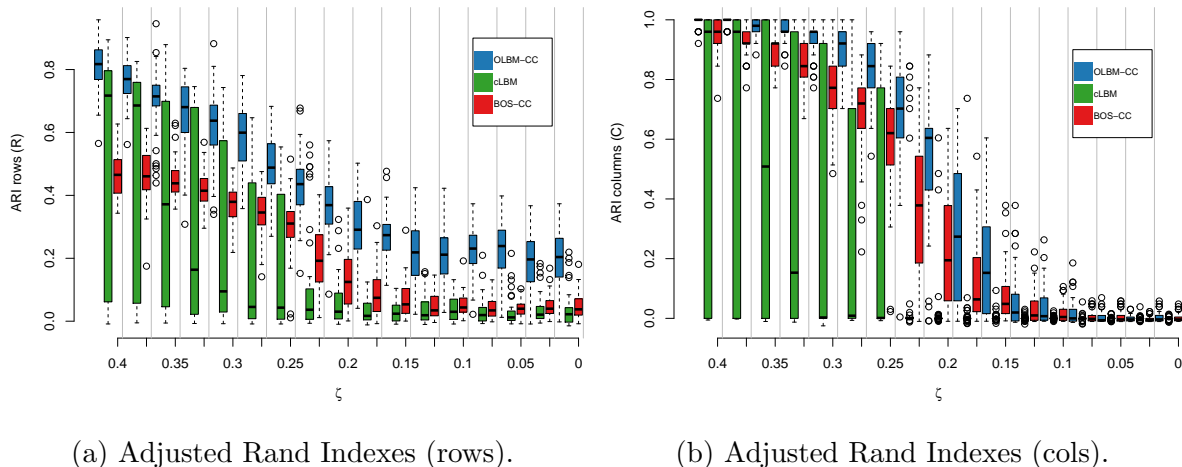 ARI rows (R)
0.0
0.2
0.4
0.6
0.8
OLBM−CC
cLBM
BOS−CC
0.4
0.35
0.3
0.25
0.2
0.15
0.1
0.05
0
ζ
(a) Adjusted Rand Indexes (rows).
ARI columns (C)
0.0
0.2
0.4
0.6
0.8
1.0
OLBM−CC
cLBM
BOS−CC
0.4
0.35
0.3
0.25
0.2
0.15
0.1
0.05
0
ζ
(b) Adjusted Rand Indexes (cols).